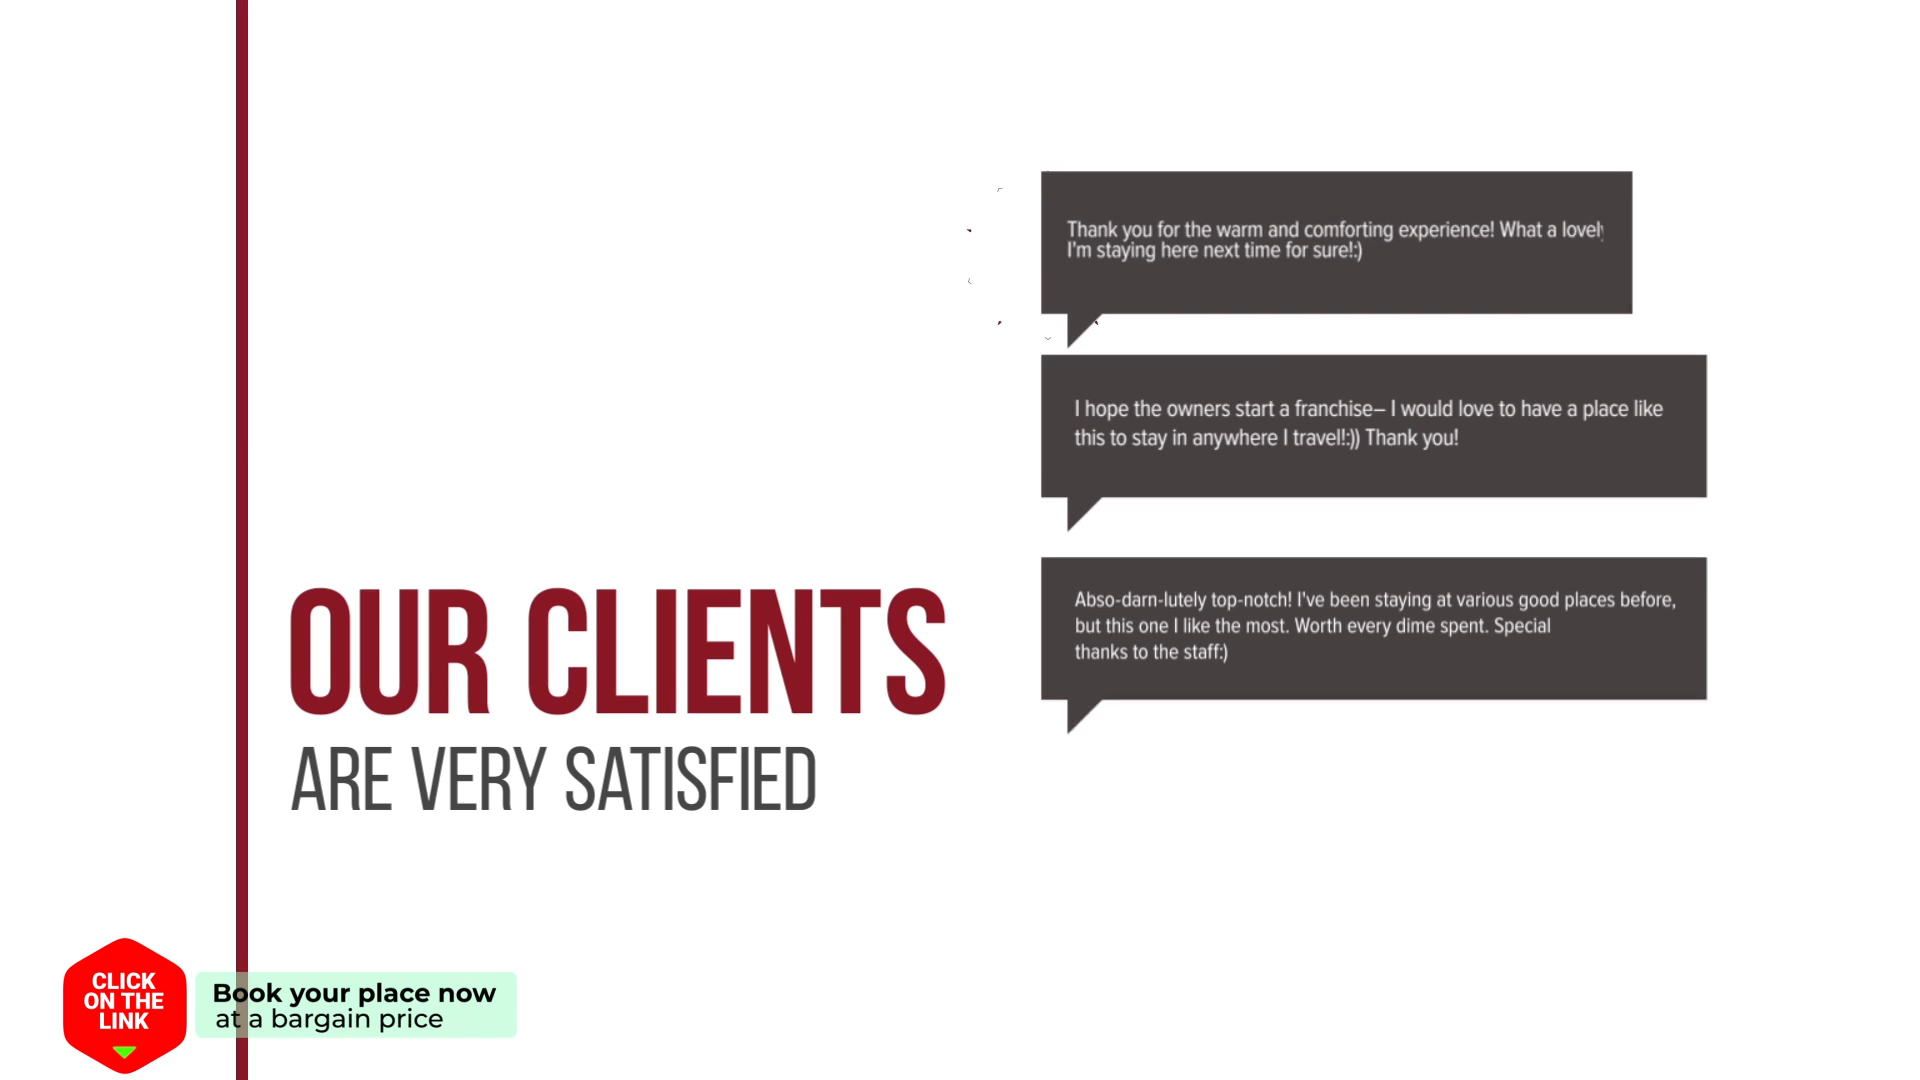 Thank you for the warm and comforting experience! What a lovely
I'm staying here next time for sure!:)
I hope the owners start a franchise– I would love to have a place like
this to stay in anywhere I travel!:)) Thank you!
Abso-darn-lutely top-notch! I've been staying at various good places before,
but this one I like the most. Worth every dime spent. Special
thanks to the staff:)
OUR CLIENTS
ARE VERY SATISFIED
CLICK
ON THE
LINK
Book your place now
at a bargain price